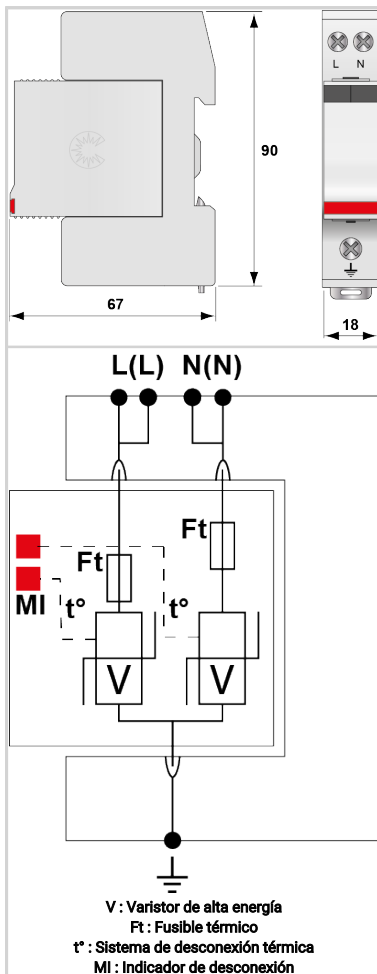 L N
90
67
18
L(L) N(N)
Ft
Ft
MI
t°
t°
V
V
V : Varistor de alta energía
Ft : Fusible térmico
t° : Sistema de desconexión térmica
MI : Indicador de desconexión